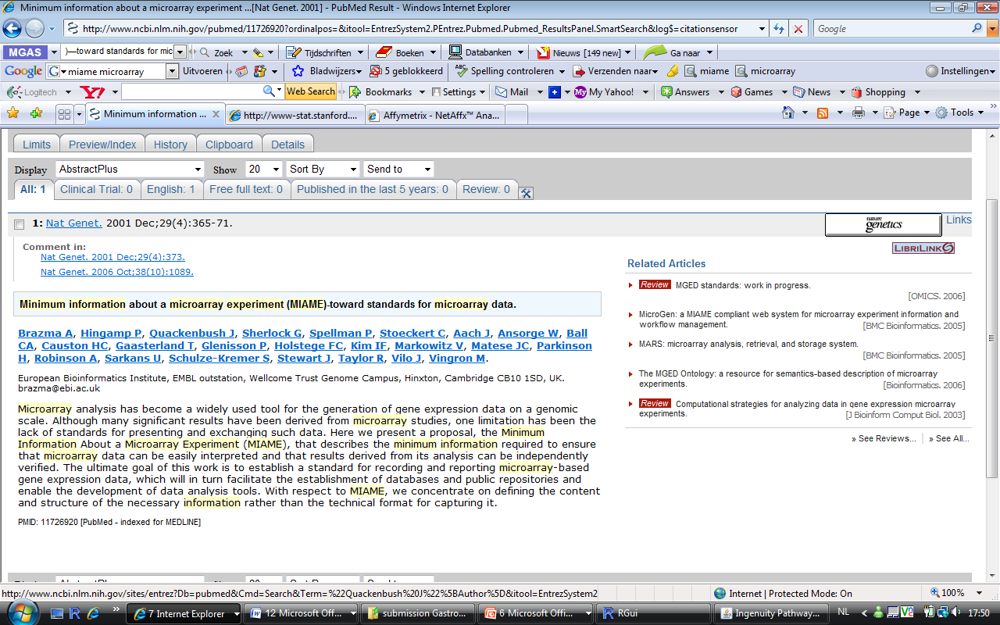 Minimum information about a microarray experiment ...[Nat Genet. 2001] - PubMed Result - Windows Internet Explorer
http://www.ncbi.nlm.nih.gov/pubmed/11726920?ordinalpos=&itool=EntrezSystem2.PEntrez.Pubmed.Pubmed_ResultsPanel.SmartSearch&log$=citationsensor Google
MGAS )—toward standards for mic Zoek Tijdschriften Boeken Databanken Nieuws [149 new] Ga naar
Google G miame microarray Uitvoeren Bladwijzers 5 geblokkeerd Spelling controleren Verzenden naar miame microarray Instellingen
Logitech Y! Web Search Bookmarks Settings Mail My Yahoo! Answers Games News Shopping
Minimum information ... http://www-stat.stanford.... Affymetrix - NetAffx™ Ana... Page Tools
Limits Preview/Index History Clipboard Details
Display AbstractPlus Show 20 Sort By Send to
All: 1 Clinical Trial: 0 English: 1 Free full text: 0 Published in the last 5 years: 0 Review: 0
1: Nat Genet. 2001 Dec;29(4):365-71. nature genetics Links
LIBRILINK
Comment in:
Nat Genet. 2001 Dec;29(4):373.
Nat Genet. 2006 Oct;38(10):1089.
Minimum information about a microarray experiment (MIAME)-toward standards for microarray data.
Brazma A, Hingamp P, Quackenbush J, Sherlock G, Spellman P, Stoeckert C, Aach J, Ansorge W, Ball
CA, Causton HC, Gaasterland T, Glenisson P, Holstege FC, Kim IF, Markowitz V, Matese JC, Parkinson
H, Robinson A, Sarkans U, Schulze-Kremer S, Stewart J, Taylor R, Vilo J, Vingron M.
European Bioinformatics Institute, EMBL outstation, Wellcome Trust Genome Campus, Hinxton, Cambridge CB10 1SD, UK.
brazma@ebi.ac.uk
Microarray analysis has become a widely used tool for the generation of gene expression data on a genomic
scale. Although many significant results have been derived from microarray studies, one limitation has been the
lack of standards for presenting and exchanging such data. Here we present a proposal, the Minimum
Information About a Microarray Experiment (MIAME), that describes the minimum information required to ensure
that microarray data can be easily interpreted and that results derived from its analysis can be independently
verified. The ultimate goal of this work is to establish a standard for recording and reporting microarray-based
gene expression data, which will in turn facilitate the establishment of databases and public repositories and
enable the development of data analysis tools. With respect to MIAME, we concentrate on defining the content
and structure of the necessary information rather than the technical format for capturing it.
PMID: 11726920 [PubMed - indexed for MEDLINE]
Related Articles
Review MGED standards: work in progress.
[OMICS. 2006]
MicroGen: a MIAME compliant web system for microarray experiment information and
workflow management. [BMC Bioinformatics. 2005]
MARS: microarray analysis, retrieval, and storage system.
[BMC Bioinformatics. 2005]
The MGED Ontology: a resource for semantics-based description of microarray
experiments. [Bioinformatics. 2006]
Review Computational strategies for analyzing data in gene expression microarray
experiments. [J Bioinform Comput Biol. 2003]
» See Reviews... » See All...
http://www.ncbi.nlm.nih.gov/sites/entrez?Db=pubmed&Cmd=Search&Term=%22Quackenbush%20J%22%5BAuthor%5D&itool=EntrezSystem2 Internet | Protected Mode: On 100%
7 Internet Explorer 12 Microsoft Offi... submission Gastro... 6 Microsoft Offi... RGui Ingenuity Pathway... NL 17:50